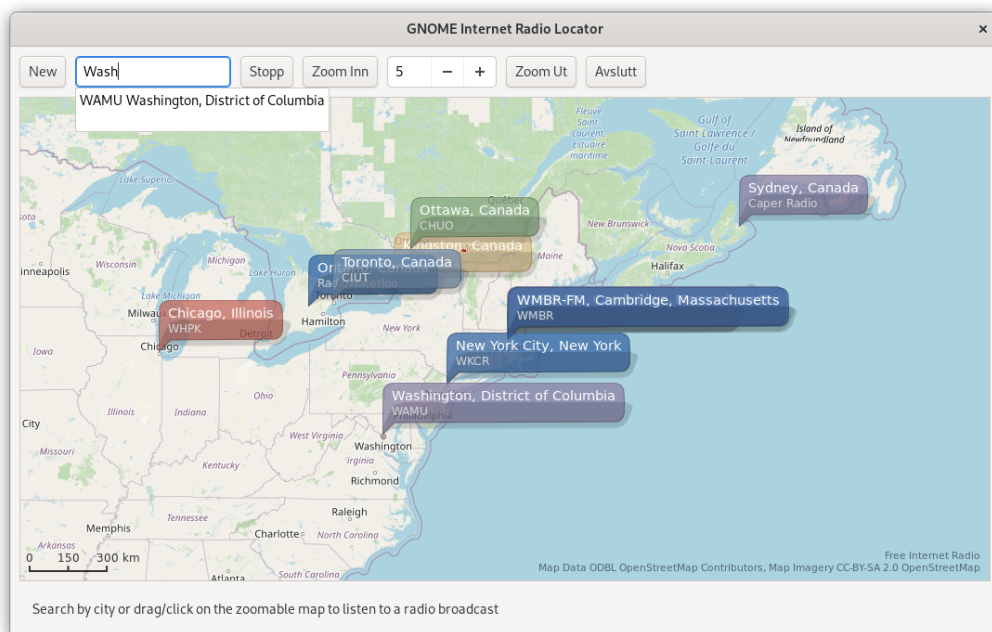 GNOME Internet Radio Locator
New
Wash
Stopp
Zoom Inn
5
Zoom Ut
Avslutt
WAMU Washington, District of Columbia
Fleuve
Saint-
Laurent,
Estuaire
maritime
Gulf of
Saint Lawrence /
Golfe du
Saint-Laurent
Island of
Newfoundland
Lake Superior
Québec
Sydney, Canada
Caper Radio
Ottawa, Canada
CHUO
New Brunswick
Nova Scotia
Maine
Halifax
Toronto, Canada
CIUT
Toronto
Hamilton
Wisconsin
Michigan
Lake Huron
Lake Michigan
Chicago, Illinois
WHPK
Detroit
Chicago
WMBR-FM, Cambridge, Massachusetts
WMBR
New York
New York City, New York
WKCR
Iowa
Pennsylvania
Washington, District of Columbia
WAMU
Philadelphia
Illinois
Indiana
Ohio
City
West Virginia
Washington
Missouri
Kentucky
Richmond
Raleigh
Tennessee
Memphis
Charlotte
North Carolina
Arkansas
0 150 300 km
Atlanta
South Carolina
Free Internet Radio
Map Data ODBL OpenStreetMap Contributors, Map Imagery CC-BY-SA 2.0 OpenStreetMap
Search by city or drag/click on the zoomable map to listen to a radio broadcast